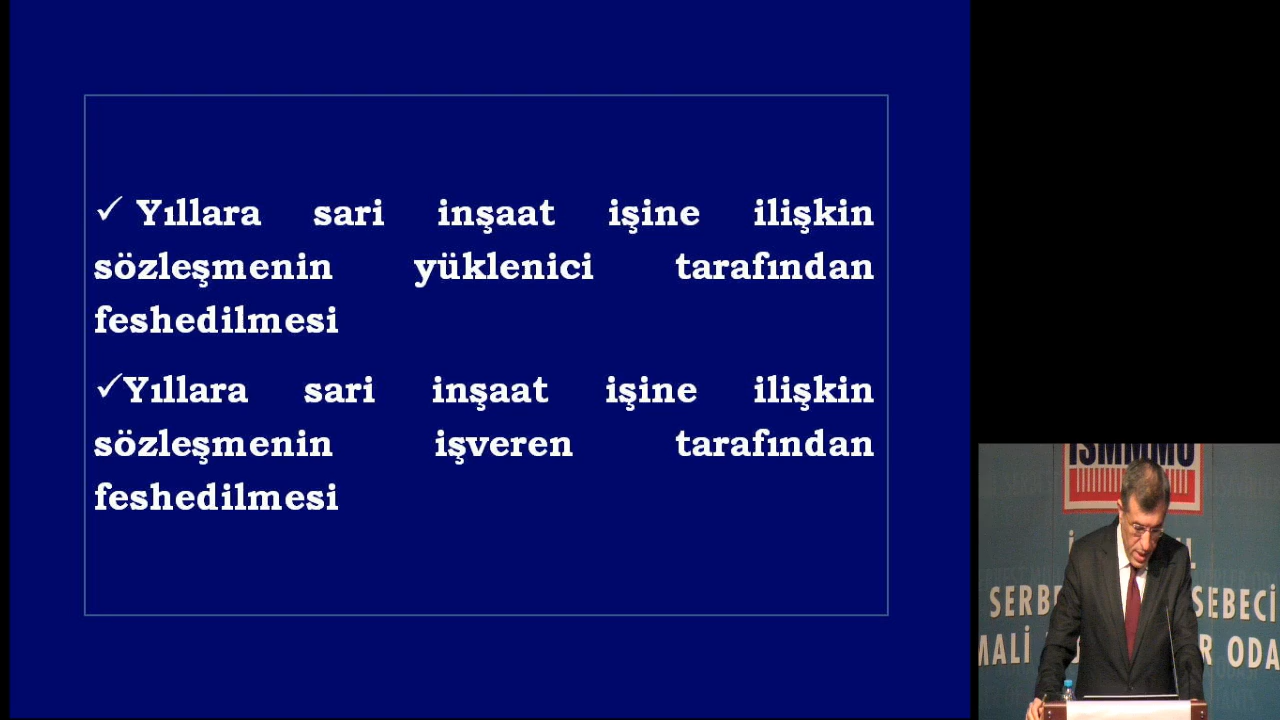 ✓ Yıllara sari inşaat işine ilişkin
sözleşmenin yüklenici tarafından
feshedilmesi
✓Yıllara sari inşaat işine ilişkin
sözleşmenin işveren tarafından
feshedilmesi
İSMMMO
SEBECİ
MALİ
R ODA